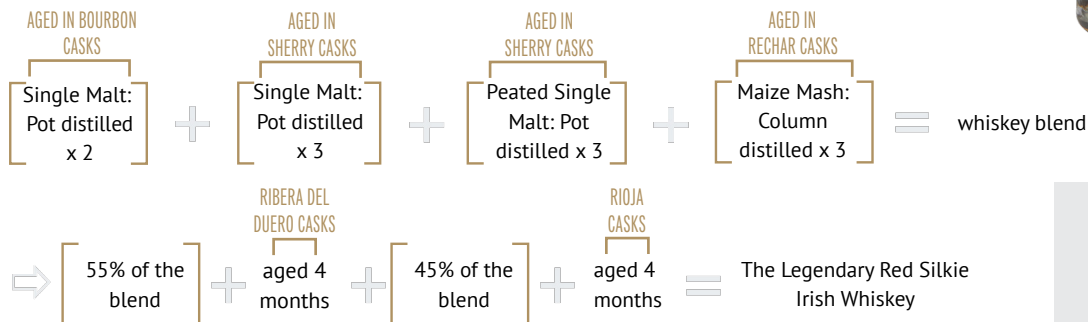 AGED IN BOURBON
CASKS
AGED IN
SHERRY CASKS
AGED IN
SHERRY CASKS
AGED IN
RECHAR CASKS
Single Malt:
Pot distilled
x 2
+
Single Malt:
Pot distilled
x 3
+
Peated Single
Malt: Pot
distilled x 3
+
Maize Mash:
Column
distilled x 3
=
whiskey blend
RIBERA DEL
DUERO CASKS
RIOJA
CASKS
55% of the
blend
+
aged 4
months
+
45% of the
blend
+
aged 4
months
=
The Legendary Red Silkie
Irish Whiskey